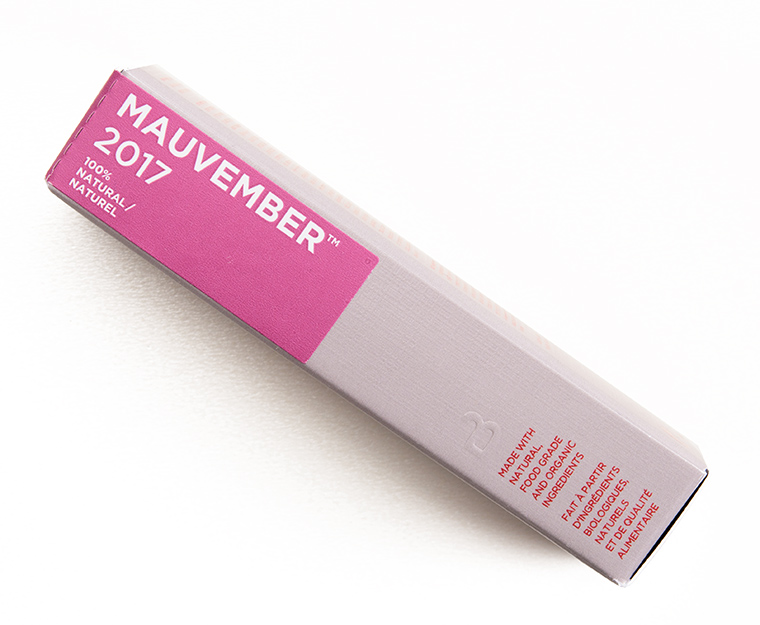 MAUVEMBER™
2017
100%
NATURAL/
NATUREL
MADE WITH
NATURAL,
FOOD GRADE
AND ORGANIC
INGREDIENTS
FAIT À PARTIR
D'INGRÉDIENTS
BIOLOGIQUES,
NATURELS
ET DE QUALITÉ
ALIMENTAIRE